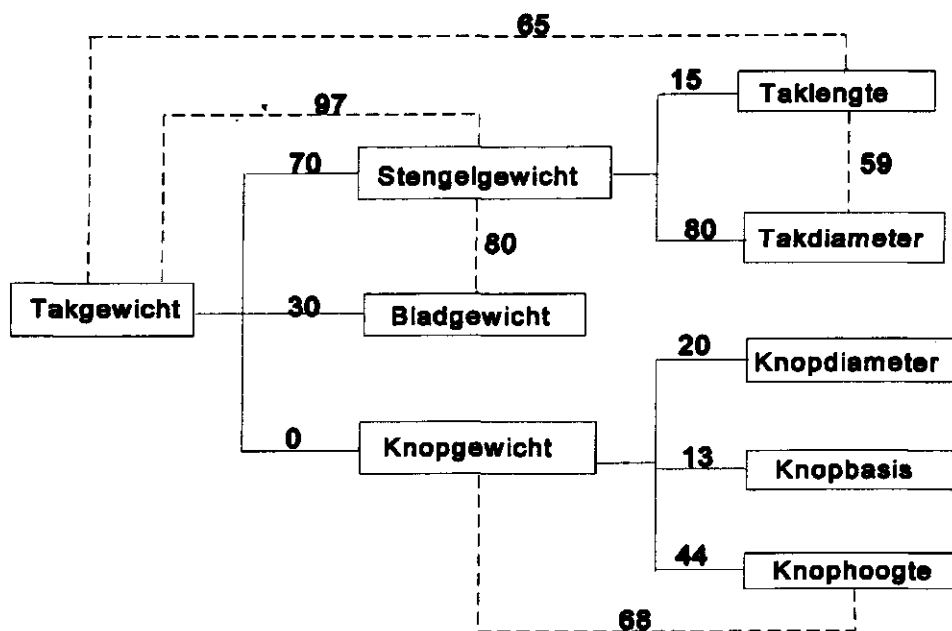 65
15
Taklengte
97
70
Stengelgewicht
59
80
80
Takdiameter
Takgewicht
30
Bladgewicht
20
Knopdiameter
0
Knopgewicht
13
Knopbasis
44
Knophoogte
68